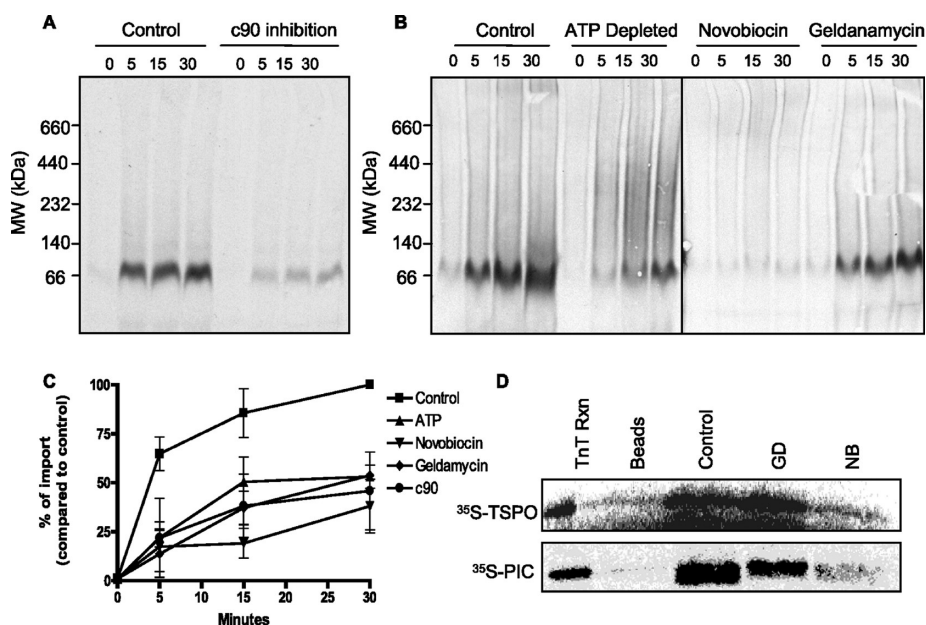 A
Control c90 inhibition
0 5 15 30 0 5 15 30
MW (kDa)
660
440
232
140
66
B
Control ATP Depleted Novobiocin Geldanamycin
0 5 15 30 0 5 15 30 0 5 15 30 0 5 15 30
MW (kDa)
660
440
232
140
66
C
% of import
(compared to control)
100
75
50
25
0
0 5 10 15 20 25 30
Minutes
Control
ATP
Novobiocin
Geldamycin
c90
D
TnT Rxn Beads Control GD NB
³⁵S-TSPO
³⁵S-PIC